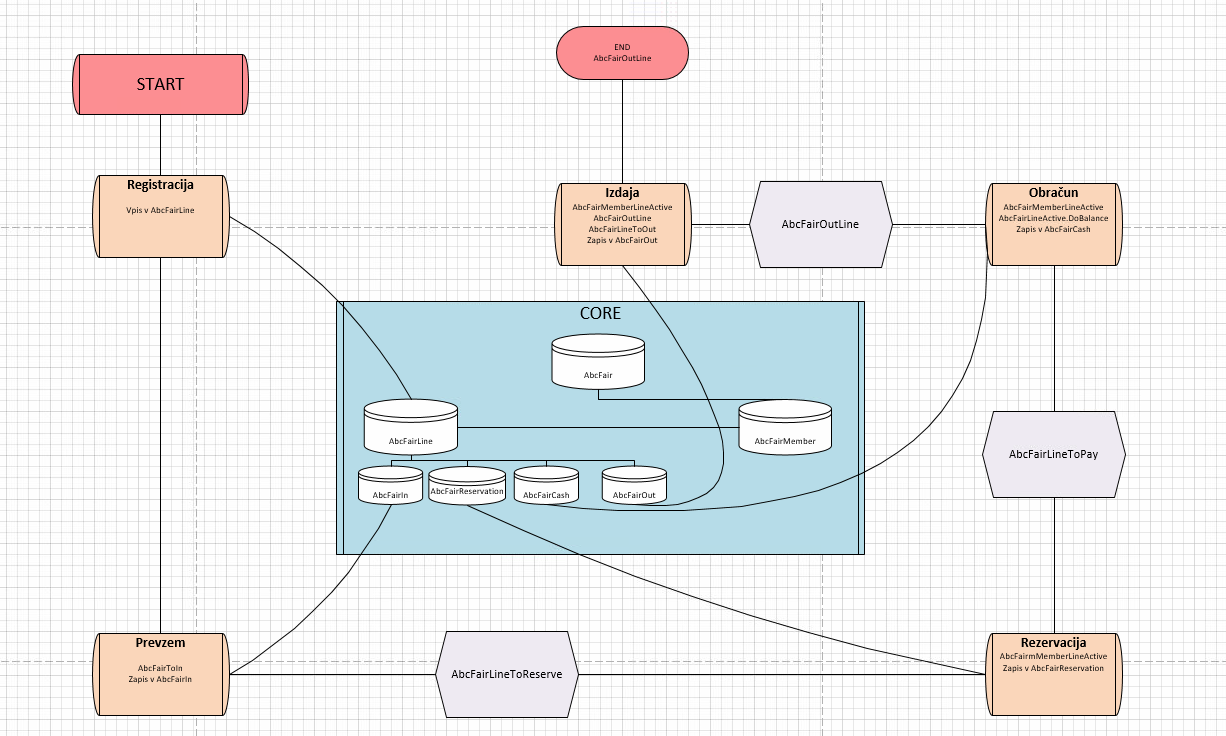 END
AbcFairOutLine
START
Registracija
Vpis v AbcFairLine
Izdaja
AbcFairMemberLineActive
AbcFairOutLine
AbcFairLineToOut
Zapis v AbcFairOut
AbcFairOutLine
Obračun
AbcFairMemberLineActive
AbcFairLineActive.DoBalance
Zapis v AbcFairCash
CORE
AbcFair
AbcFairLine
AbcFairMember
AbcFairLineToPay
AbcFairIn
AbcFairReservation
AbcFairCash
AbcFairOut
Prevzem
AbcFairToIn
Zapis v AbcFairIn
AbcFairLineToReserve
Rezervacija
AbcFairmMemberLineActive
Zapis v AbcFairReservation